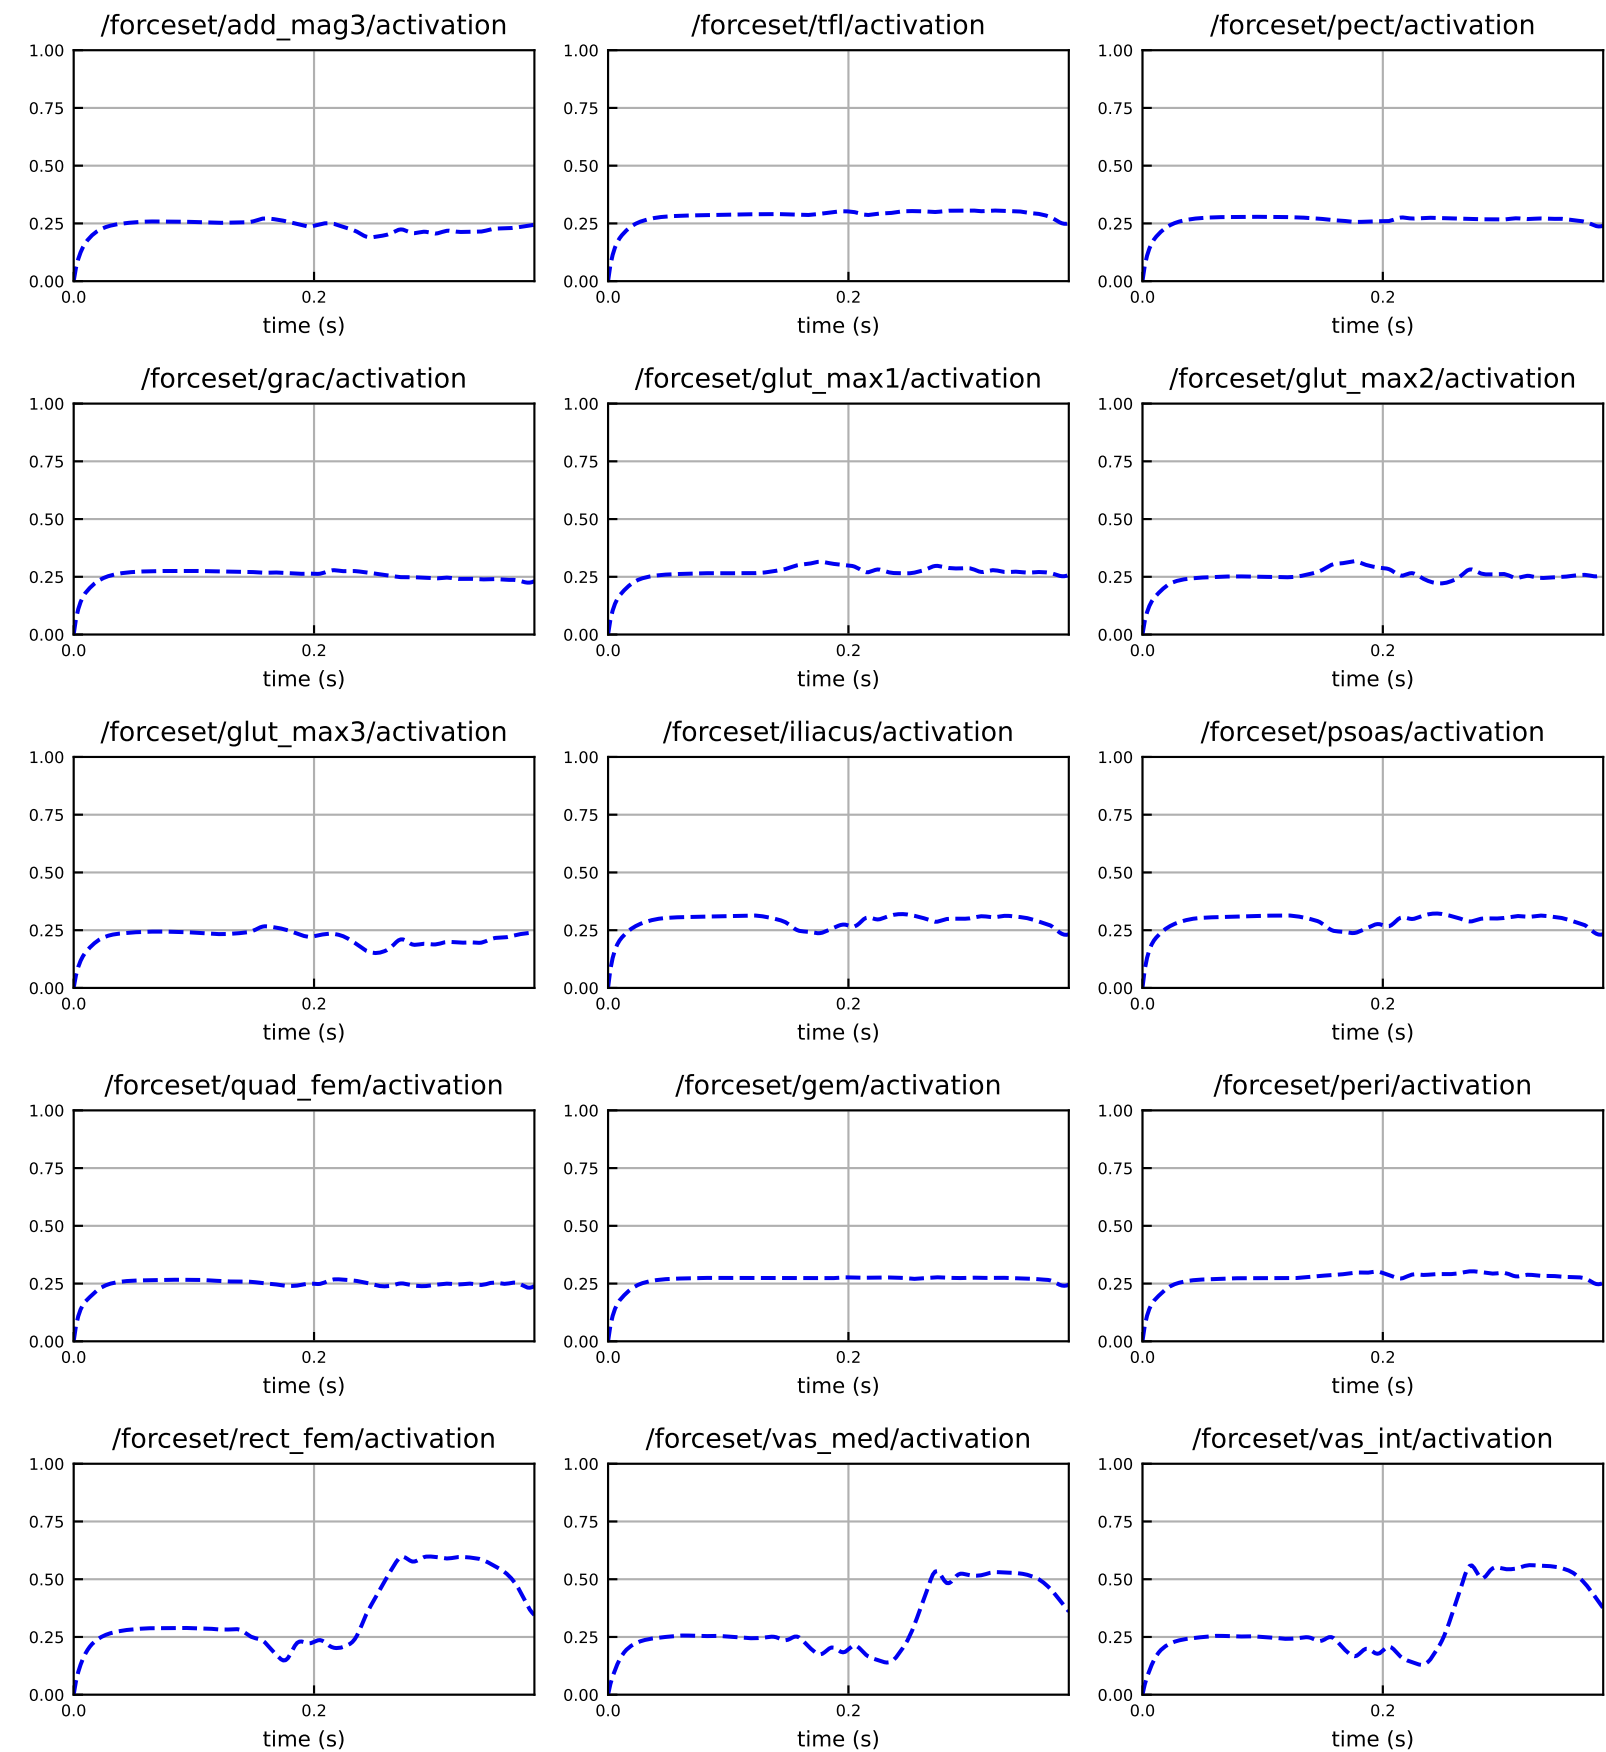 /forceset/add_mag3/activation /forceset/tfl/activation /forceset/pect/activation
1.00 1.00 1.00
0.75 0.75 0.75
0.50 0.50 0.50
0.25 0.25 0.25
0.00 0.00 0.00
0.0 0.2 0.0 0.2 0.0 0.2
time (s) time (s) time (s)
/forceset/grac/activation /forceset/glut_max1/activation /forceset/glut_max2/activation
1.00 1.00 1.00
0.75 0.75 0.75
0.50 0.50 0.50
0.25 0.25 0.25
0.00 0.00 0.00
0.0 0.2 0.0 0.2 0.0 0.2
time (s) time (s) time (s)
/forceset/glut_max3/activation /forceset/iliacus/activation /forceset/psoas/activation
1.00 1.00 1.00
0.75 0.75 0.75
0.50 0.50 0.50
0.25 0.25 0.25
0.00 0.00 0.00
0.0 0.2 0.0 0.2 0.0 0.2
time (s) time (s) time (s)
/forceset/quad_fem/activation /forceset/gem/activation /forceset/peri/activation
1.00 1.00 1.00
0.75 0.75 0.75
0.50 0.50 0.50
0.25 0.25 0.25
0.00 0.00 0.00
0.0 0.2 0.0 0.2 0.0 0.2
time (s) time (s) time (s)
/forceset/rect_fem/activation /forceset/vas_med/activation /forceset/vas_int/activation
1.00 1.00 1.00
0.75 0.75 0.75
0.50 0.50 0.50
0.25 0.25 0.25
0.00 0.00 0.00
0.0 0.2 0.0 0.2 0.0 0.2
time (s) time (s) time (s)